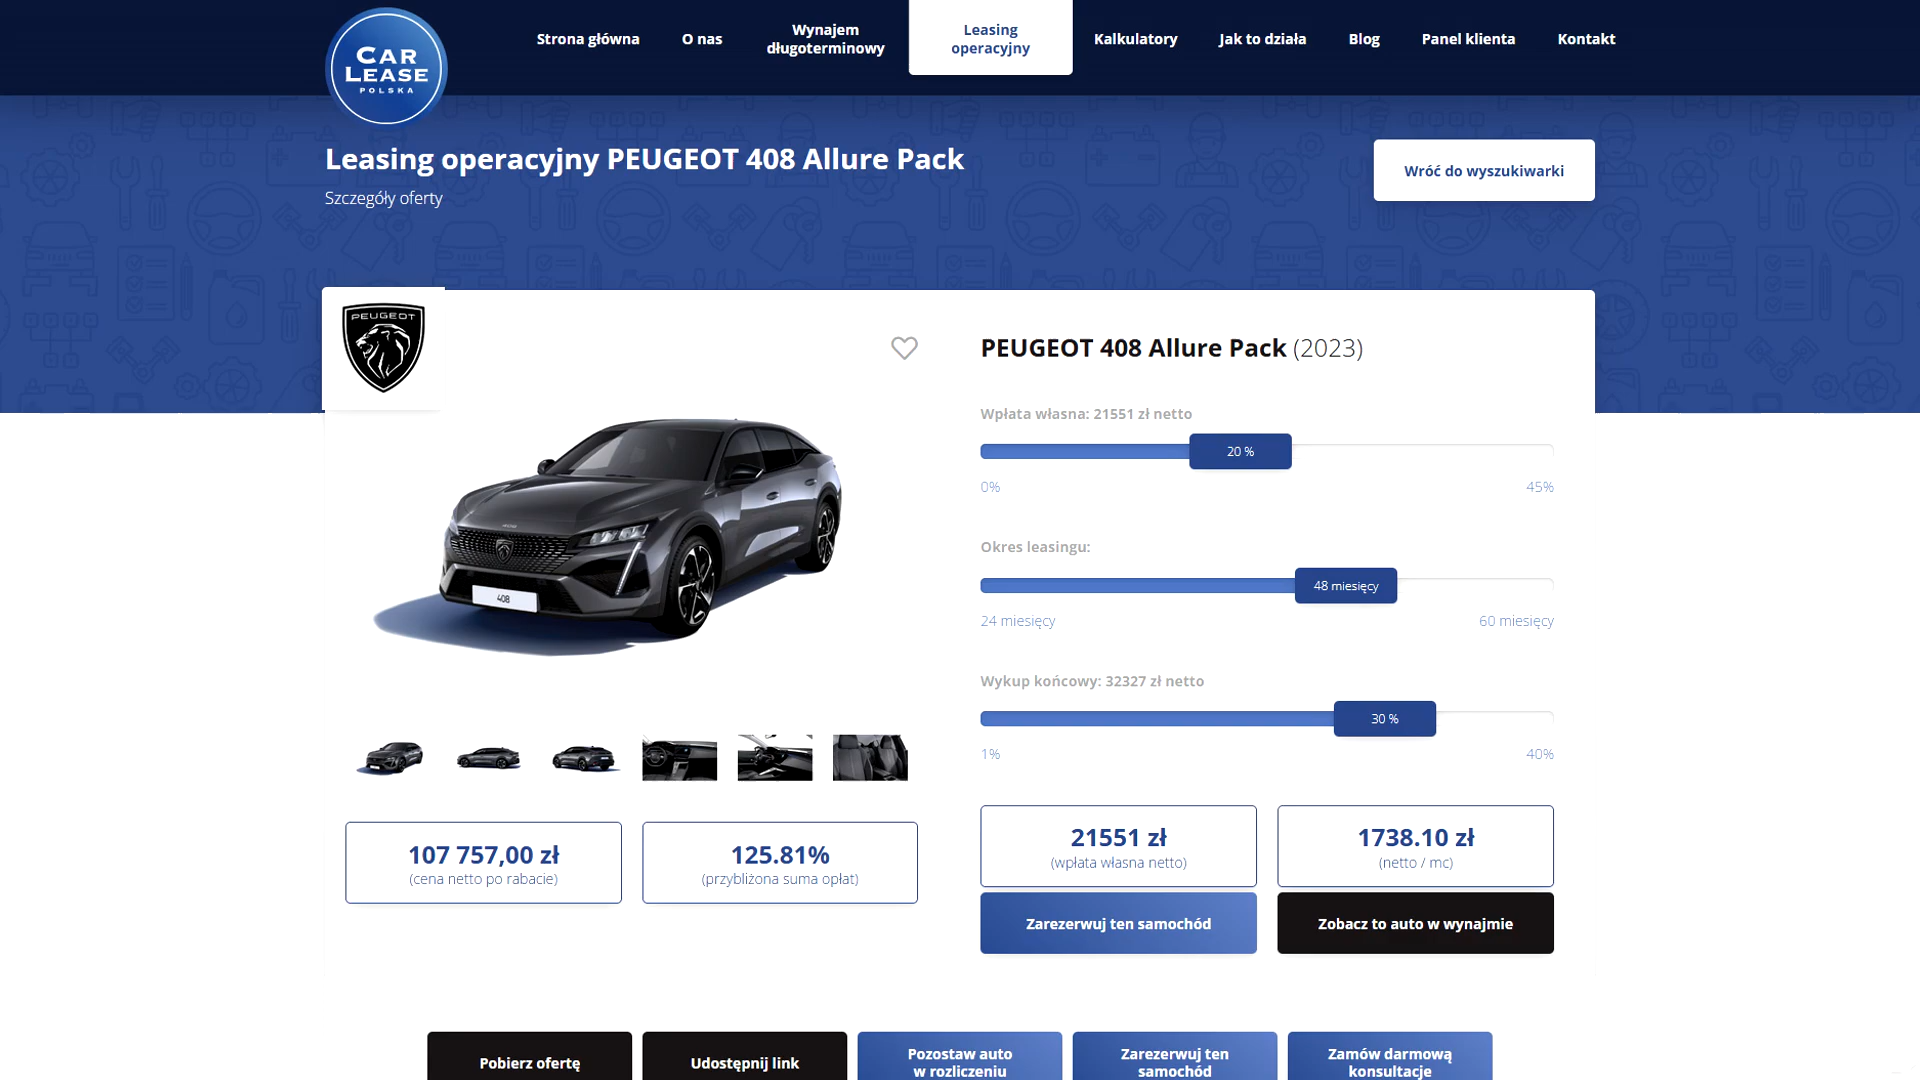 CAR
LEASE
POLSKA
Strona główna
O nas
Wynajem
długoterminowy
Leasing
operacyjny
Kalkulatory
Jak to działa
Blog
Panel klienta
Kontakt
Leasing operacyjny PEUGEOT 408 Allure Pack
Szczegóły oferty
Wróć do wyszukiwarki
PEUGEOT
408
PEUGEOT 408 Allure Pack (2023)
Wpłata własna: 21551 zł netto
20 %
0%
45%
Okres leasingu:
48 miesięcy
24 miesięcy
60 miesięcy
Wykup końcowy: 32327 zł netto
30 %
1%
40%
107 757,00 zł
(cena netto po rabacie)
125.81%
(przybliżona suma opłat)
21551 zł
(wpłata własna netto)
1738.10 zł
(netto / mc)
Zarezerwuj ten samochód
Zobacz to auto w wynajmie
Pobierz ofertę
Udostępnij link
Pozostaw auto
w rozliczeniu
Zarezerwuj ten
samochód
Zamów darmową
konsultację